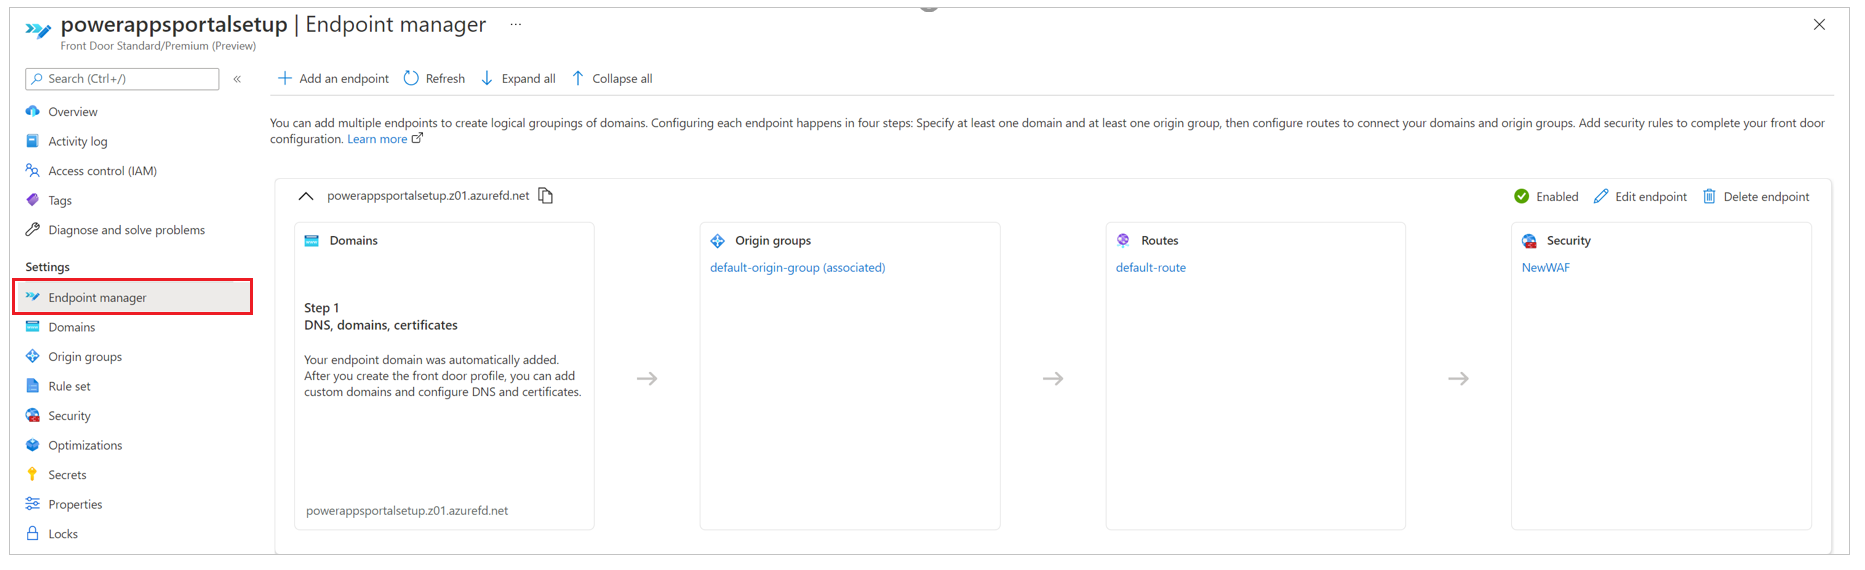 powerappsportalsetup | Endpoint manager ...
Front Door Standard/Premium (Preview)
Search (Ctrl+/)
«
Add an endpoint
Refresh
Expand all
Collapse all
Overview
Activity log
Access control (IAM)
Tags
Diagnose and solve problems
Settings
Endpoint manager
Domains
Origin groups
Rule set
Security
Optimizations
Secrets
Properties
Locks
You can add multiple endpoints to create logical groupings of domains. Configuring each endpoint happens in four steps: Specify at least one domain and at least one origin group, then configure routes to connect your domains and origin groups. Add security rules to complete your front door
configuration. Learn more
powerappsportalsetup.z01.azurefd.net
Enabled
Edit endpoint
Delete endpoint
Domains
Step 1
DNS, domains, certificates
Your endpoint domain was automatically added.
After you create the front door profile, you can add
custom domains and configure DNS and certificates.
powerappsportalsetup.z01.azurefd.net
Origin groups
default-origin-group (associated)
Routes
default-route
Security
NewWAF